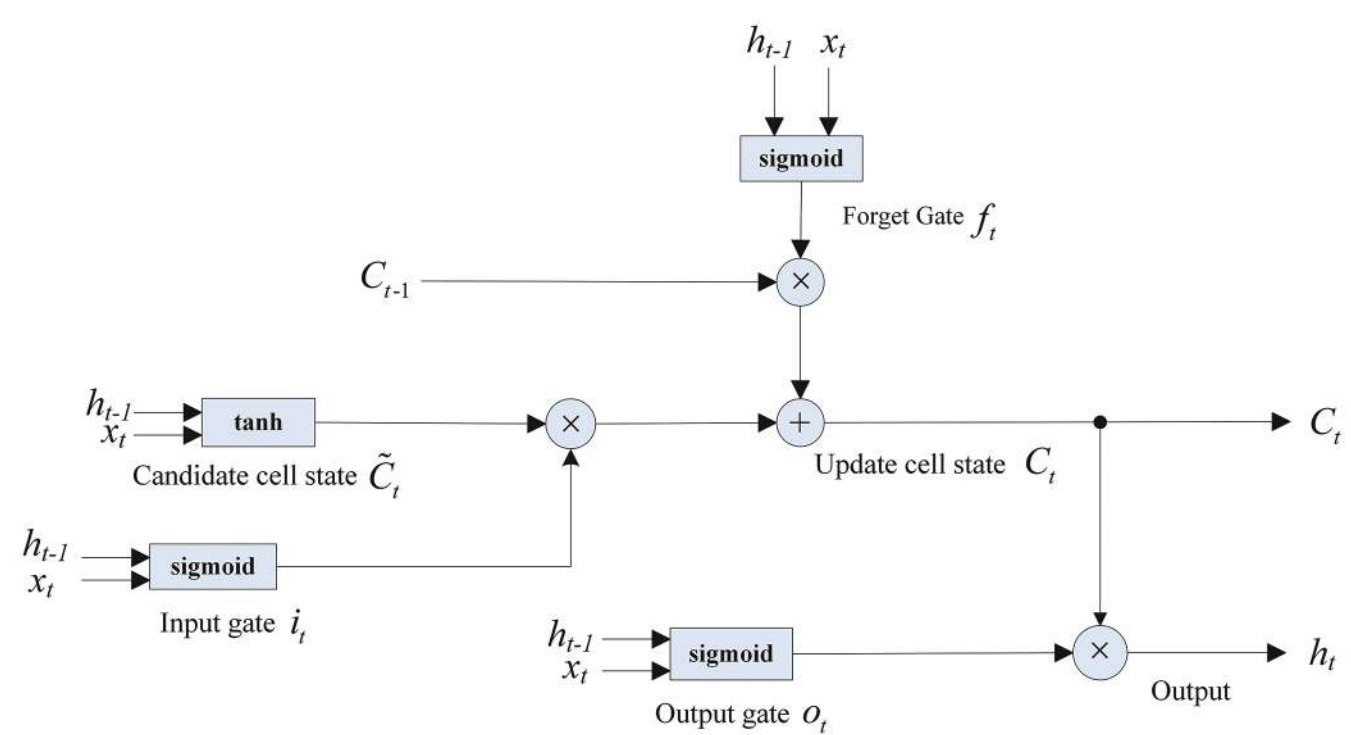 h_{t-1} x_t
sigmoid
Forget Gate f_t
×
C_{t-1}
h_{t-1}
x_t
tanh
×
+
C_t
Candidate cell state C̃_t
Update cell state C_t
h_{t-1}
x_t
sigmoid
Input gate i_t
h_{t-1}
x_t
sigmoid
×
h_t
Output gate o_t
Output